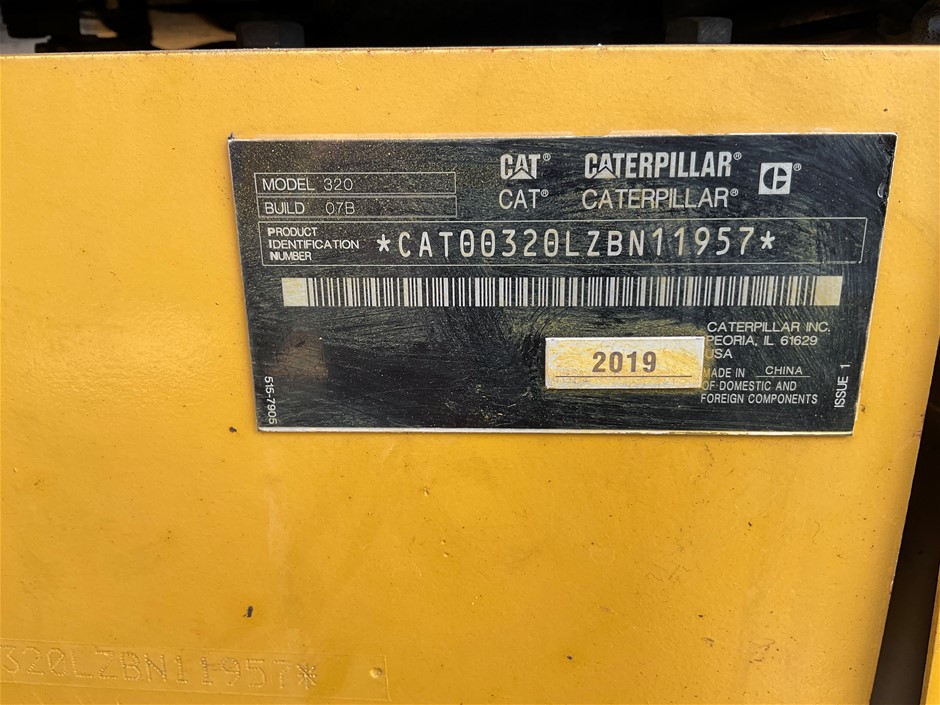 CAT® CATERPILLAR® C®
CAT® CATERPILLAR®
MODEL 320
BUILD 07B
PRODUCT IDENTIFICATION NUMBER
*CAT00320LZBN11957*
CATERPILLAR INC.
PEORIA, IL 61629
USA
2019
MADE IN CHINA
OF DOMESTIC AND
FOREIGN COMPONENTS
515-7905
ISSUE 1
320LZBN11957*